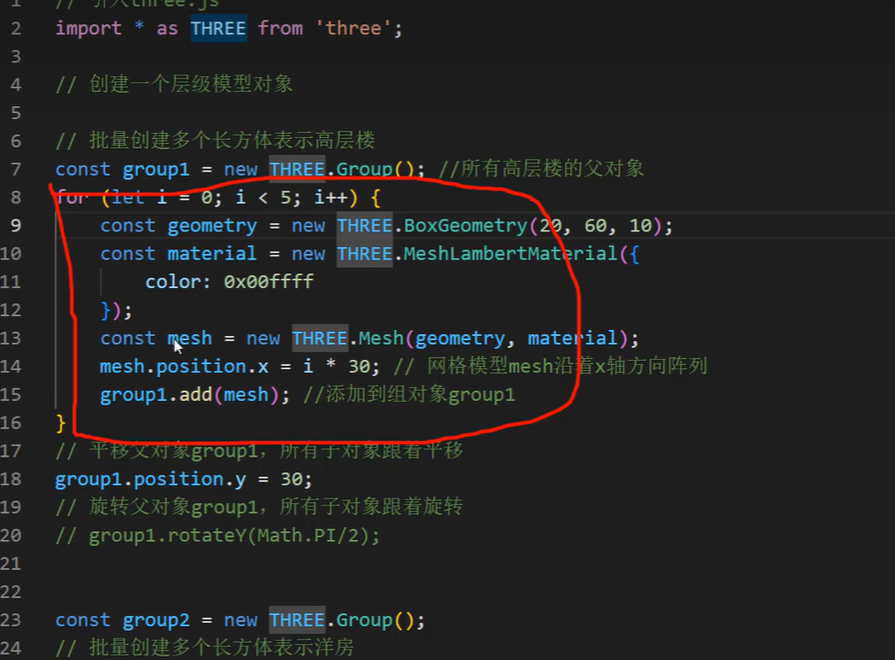 1 // 引入three.js
2 import * as THREE from 'three';
3
4 // 创建一个层级模型对象
5
6 // 批量创建多个长方体表示高层楼
7 const group1 = new THREE.Group(); //所有高层楼的父对象
8 for (let i = 0; i < 5; i++) {
9 const geometry = new THREE.BoxGeometry(20, 60, 10);
10 const material = new THREE.MeshLambertMaterial({
11 color: 0x00ffff
12 });
13 const mesh = new THREE.Mesh(geometry, material);
14 mesh.position.x = i * 30; // 网格模型mesh沿着x轴方向阵列
15 group1.add(mesh); //添加到组对象group1
16 }
17 // 平移父对象group1，所有子对象跟着平移
18 group1.position.y = 30;
19 // 旋转父对象group1，所有子对象跟着旋转
20 // group1.rotateY(Math.PI/2);
21
22
23 const group2 = new THREE.Group();
24 // 批量创建多个长方体表示洋房